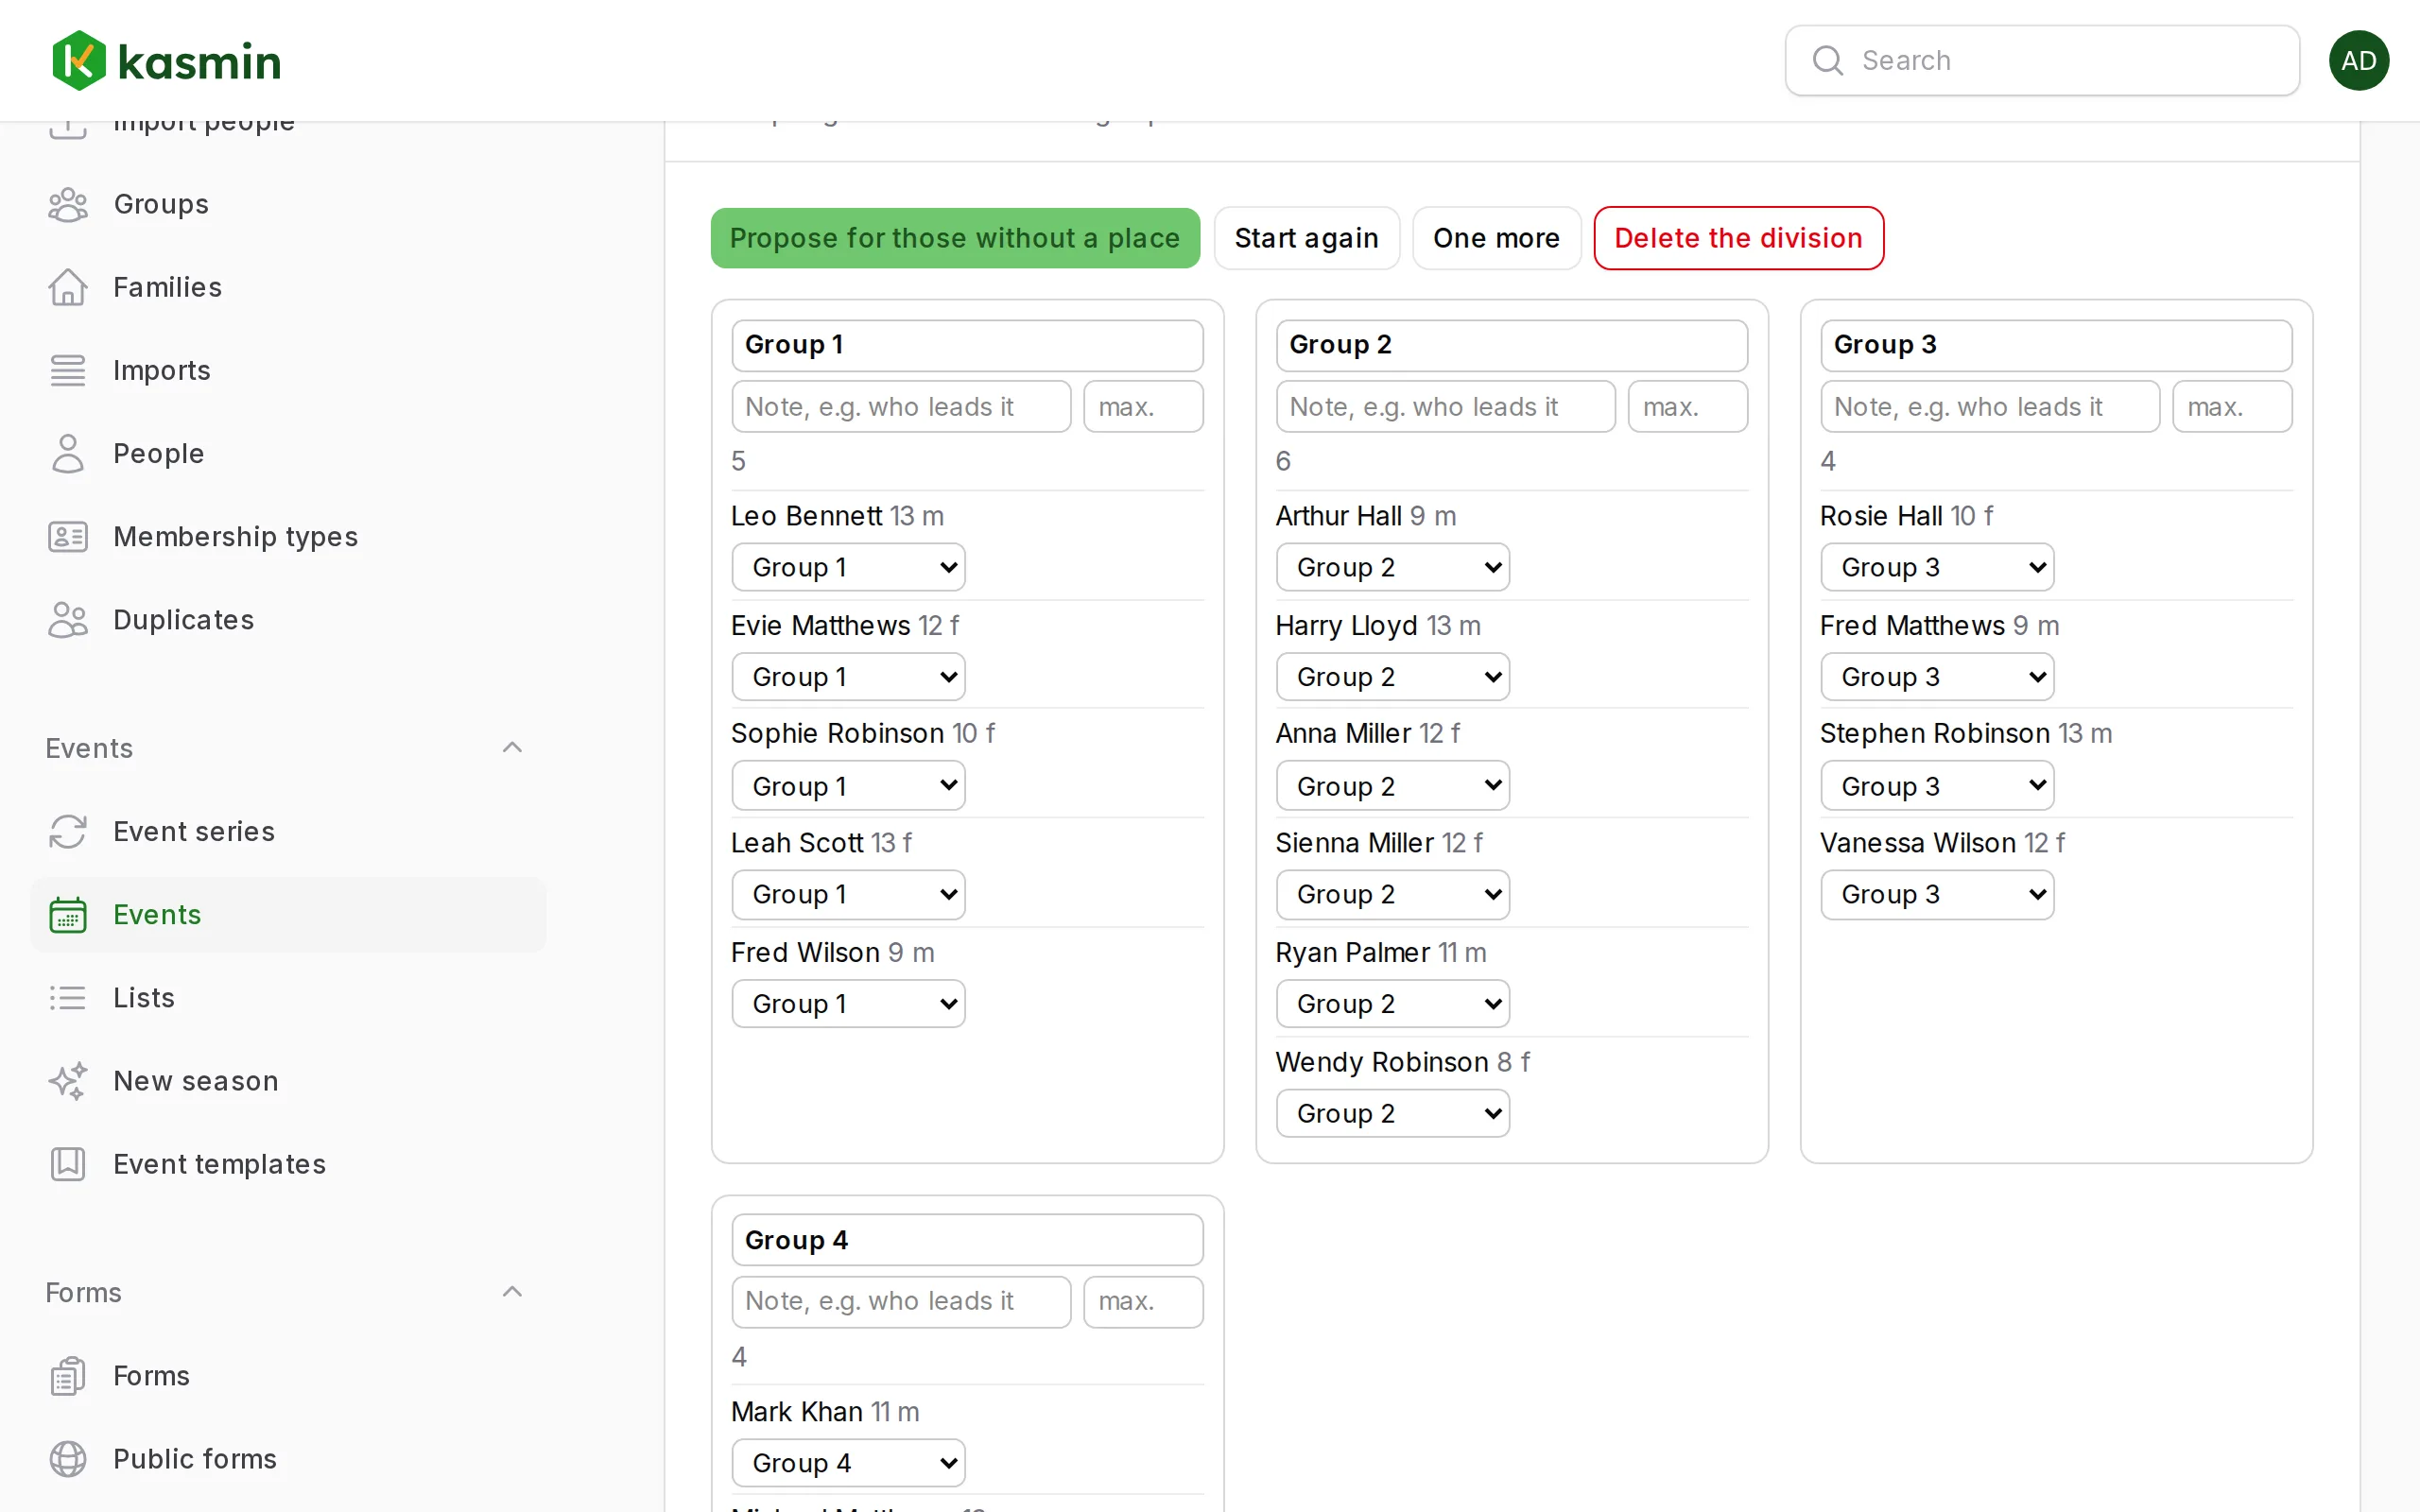 kasmin
Search
AD
Import people
Groups
Families
Imports
People
Membership types
Duplicates
Events
Event series
Events
Lists
New season
Event templates
Forms
Forms
Public forms
Propose for those without a place
Start again
One more
Delete the division
Group 1
Note, e.g. who leads it
max.
5
Leo Bennett 13 m
Group 1
Evie Matthews 12 f
Group 1
Sophie Robinson 10 f
Group 1
Leah Scott 13 f
Group 1
Fred Wilson 9 m
Group 1
Group 2
Note, e.g. who leads it
max.
6
Arthur Hall 9 m
Group 2
Harry Lloyd 13 m
Group 2
Anna Miller 12 f
Group 2
Sienna Miller 12 f
Group 2
Ryan Palmer 11 m
Group 2
Wendy Robinson 8 f
Group 2
Group 3
Note, e.g. who leads it
max.
4
Rosie Hall 10 f
Group 3
Fred Matthews 9 m
Group 3
Stephen Robinson 13 m
Group 3
Vanessa Wilson 12 f
Group 3
Group 4
Note, e.g. who leads it
max.
4
Mark Khan 11 m
Group 4